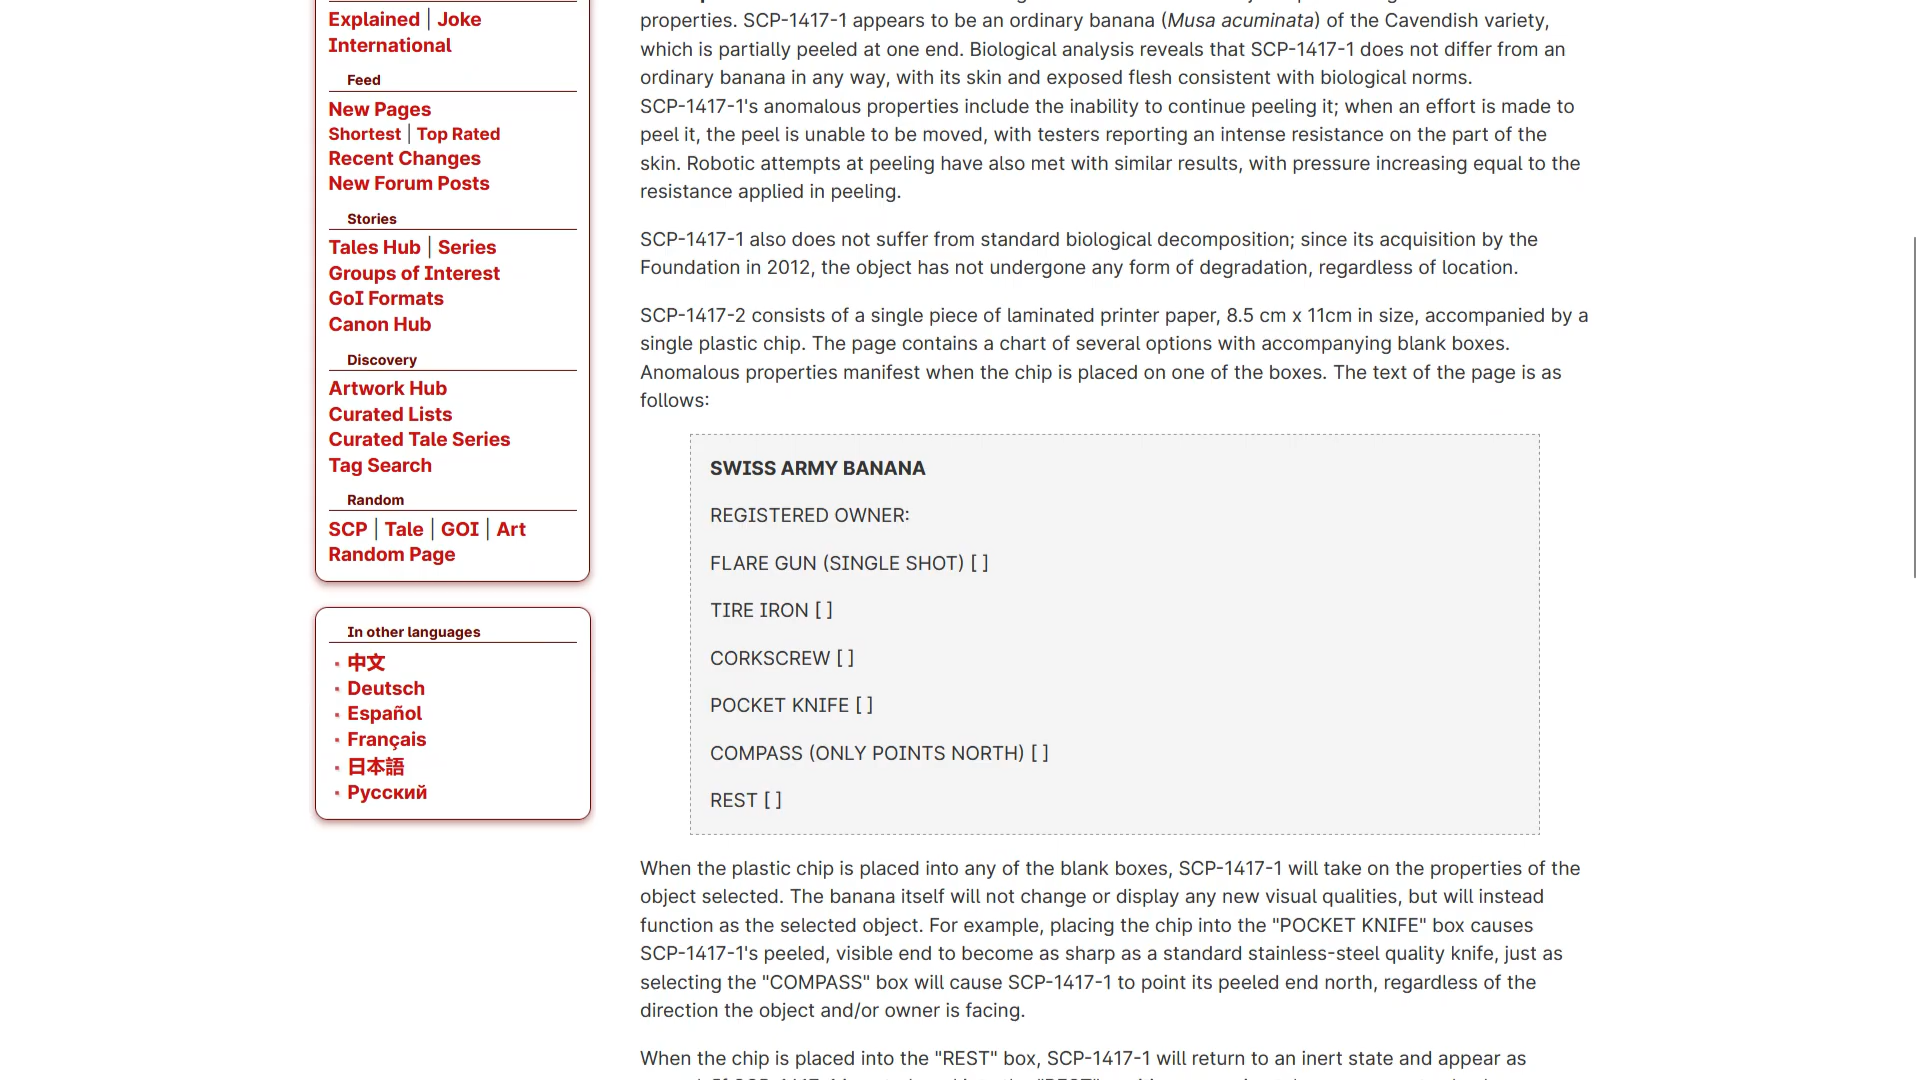 Explained | Joke
International
Feed
New Pages
Shortest | Top Rated
Recent Changes
New Forum Posts
Stories
Tales Hub | Series
Groups of Interest
GoI Formats
Canon Hub
Discovery
Artwork Hub
Curated Lists
Curated Tale Series
Tag Search
Random
SCP | Tale | GOI | Art
Random Page
In other languages
中文
Deutsch
Español
Français
日本語
Русский
properties. SCP-1417-1 appears to be an ordinary banana (Musa acuminata) of the Cavendish variety,
which is partially peeled at one end. Biological analysis reveals that SCP-1417-1 does not differ from an
ordinary banana in any way, with its skin and exposed flesh consistent with biological norms.
SCP-1417-1's anomalous properties include the inability to continue peeling it; when an effort is made to
peel it, the peel is unable to be moved, with testers reporting an intense resistance on the part of the
skin. Robotic attempts at peeling have also met with similar results, with pressure increasing equal to the
resistance applied in peeling.
SCP-1417-1 also does not suffer from standard biological decomposition; since its acquisition by the
Foundation in 2012, the object has not undergone any form of degradation, regardless of location.
SCP-1417-2 consists of a single piece of laminated printer paper, 8.5 cm x 11cm in size, accompanied by a
single plastic chip. The page contains a chart of several options with accompanying blank boxes.
Anomalous properties manifest when the chip is placed on one of the boxes. The text of the page is as
follows:
SWISS ARMY BANANA
REGISTERED OWNER:
FLARE GUN (SINGLE SHOT) [ ]
TIRE IRON [ ]
CORKSCREW [ ]
POCKET KNIFE [ ]
COMPASS (ONLY POINTS NORTH) [ ]
REST [ ]
When the plastic chip is placed into any of the blank boxes, SCP-1417-1 will take on the properties of the
object selected. The banana itself will not change or display any new visual qualities, but will instead
function as the selected object. For example, placing the chip into the "POCKET KNIFE" box causes
SCP-1417-1's peeled, visible end to become as sharp as a standard stainless-steel quality knife, just as
selecting the "COMPASS" box will cause SCP-1417-1 to point its peeled end north, regardless of the
direction the object and/or owner is facing.
When the chip is placed into the "REST" box, SCP-1417-1 will return to an inert state and appear as